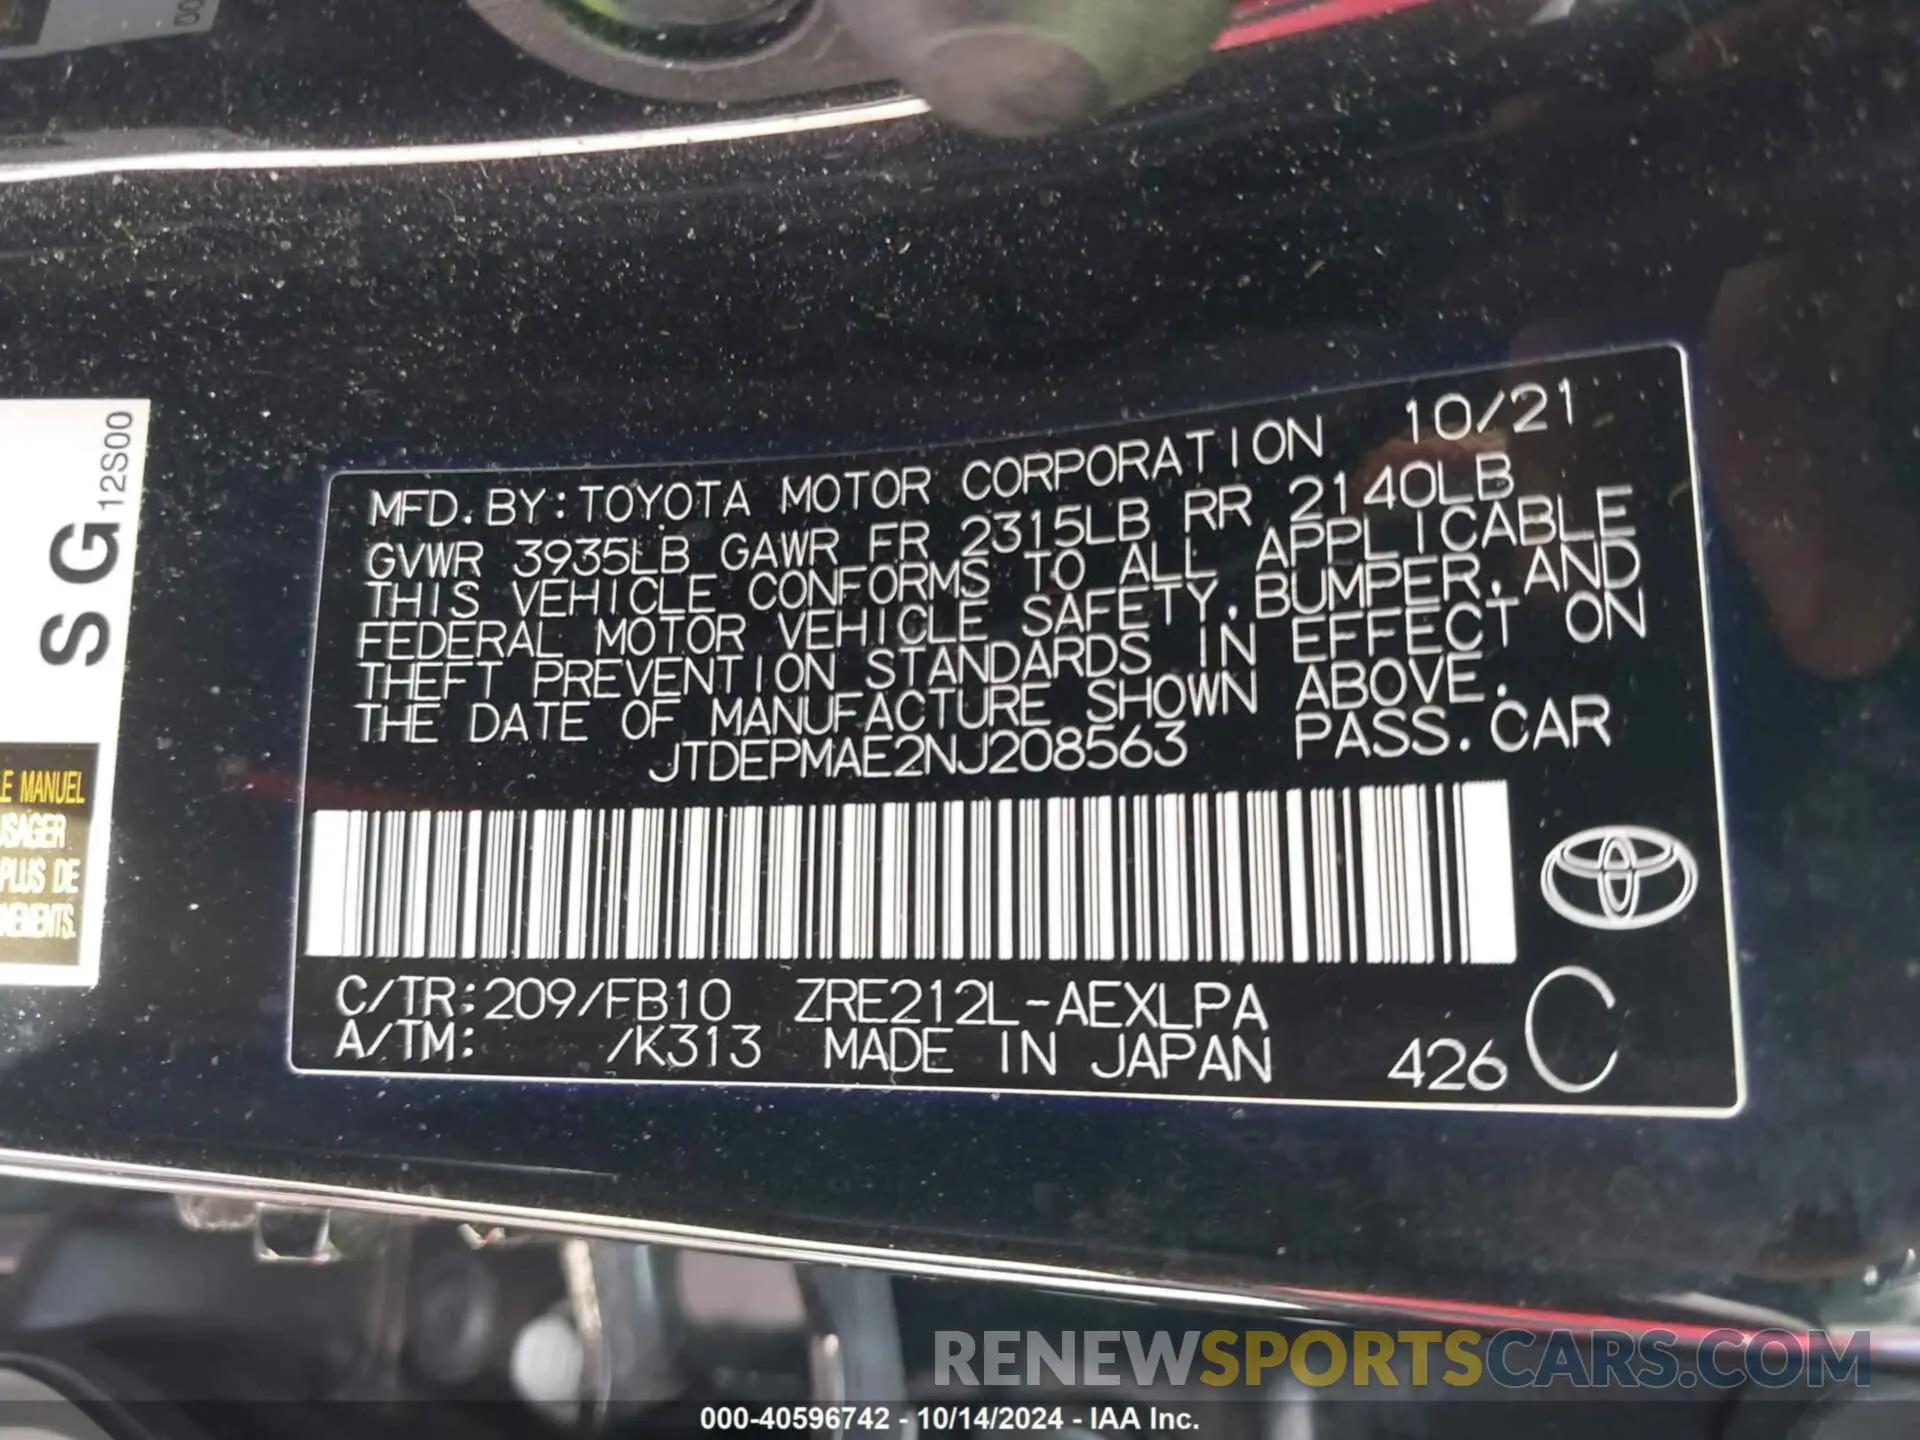 12S00
SG
LE MANUEL
USAGER
PLUS DE
MFD. BY: TOYOTA MOTOR CORPORATION 10/21
GVWR 3935LB GAWR FR 2315LB RR 2140LB
THIS VEHICLE CONFORMS TO ALL APPLICABLE
FEDERAL MOTOR VEHICLE SAFETY, BUMPER, AND
THEFT PREVENTION STANDARDS IN EFFECT ON
THE DATE OF MANUFACTURE SHOWN ABOVE.
JTDEPMAE2NJ208563 PASS. CAR
C/TR: 209/FB10 ZRE212L-AEXLPA
A/TM: /K313 MADE IN JAPAN 426 C
RENEWSPORTSCARS.COM
000-40596742 - 10/14/2024 - IAA Inc.